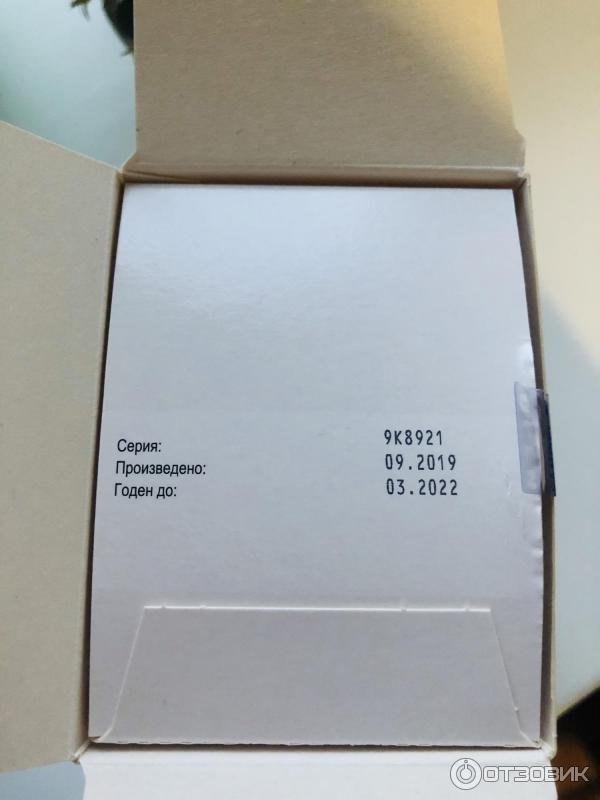 Серия: 9K8921
Произведено: 09.2019
Годен до: 03.2022
ОТЗОВИК